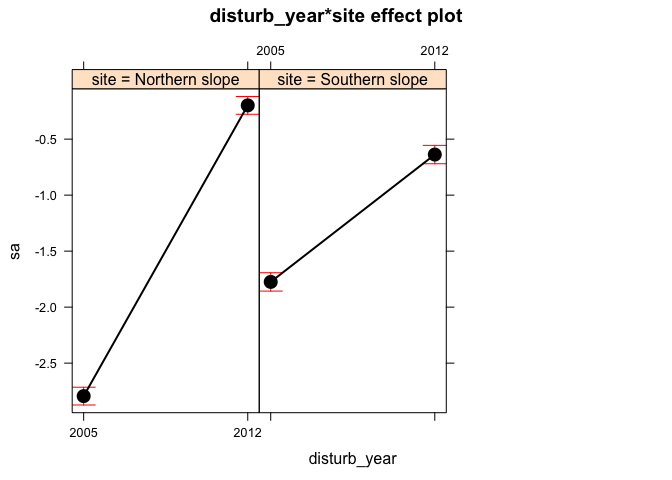 disturb_year*site effect plot
2005 2012
site = Northern slope site = Southern slope
-0.5
-1.0
-1.5
-2.0
-2.5
sa
2005 2012
disturb_year